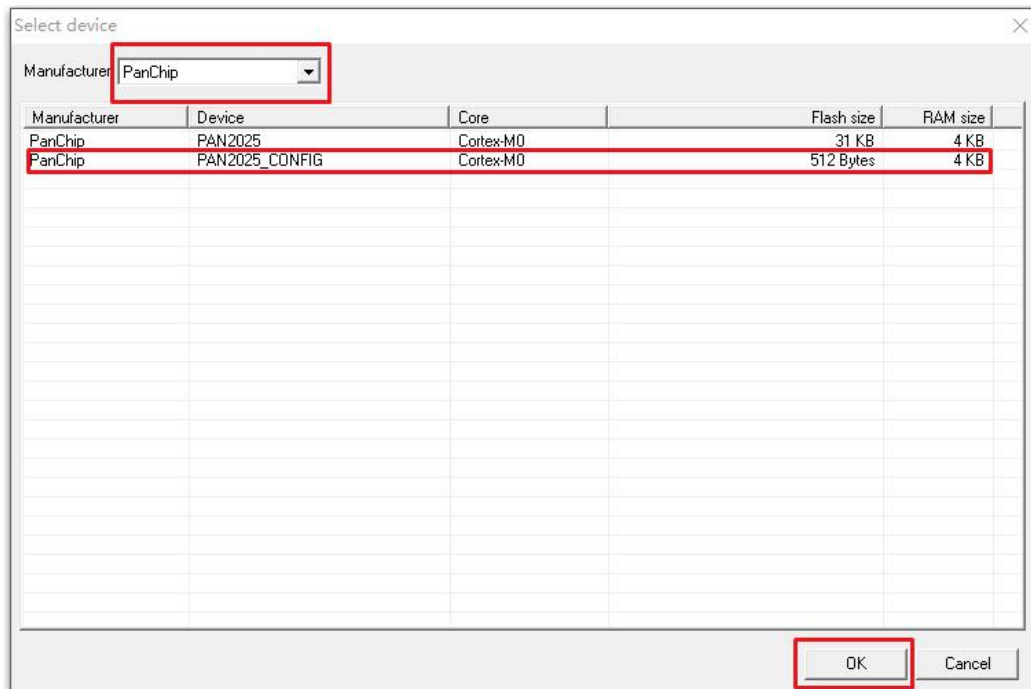 Select device
Manufacturer PanChip
Manufacturer Device Core Flash size RAM size
PanChip PAN2025 Cortex-M0 31 KB 4 KB
PanChip PAN2025_CONFIG Cortex-M0 512 Bytes 4 KB
OK Cancel